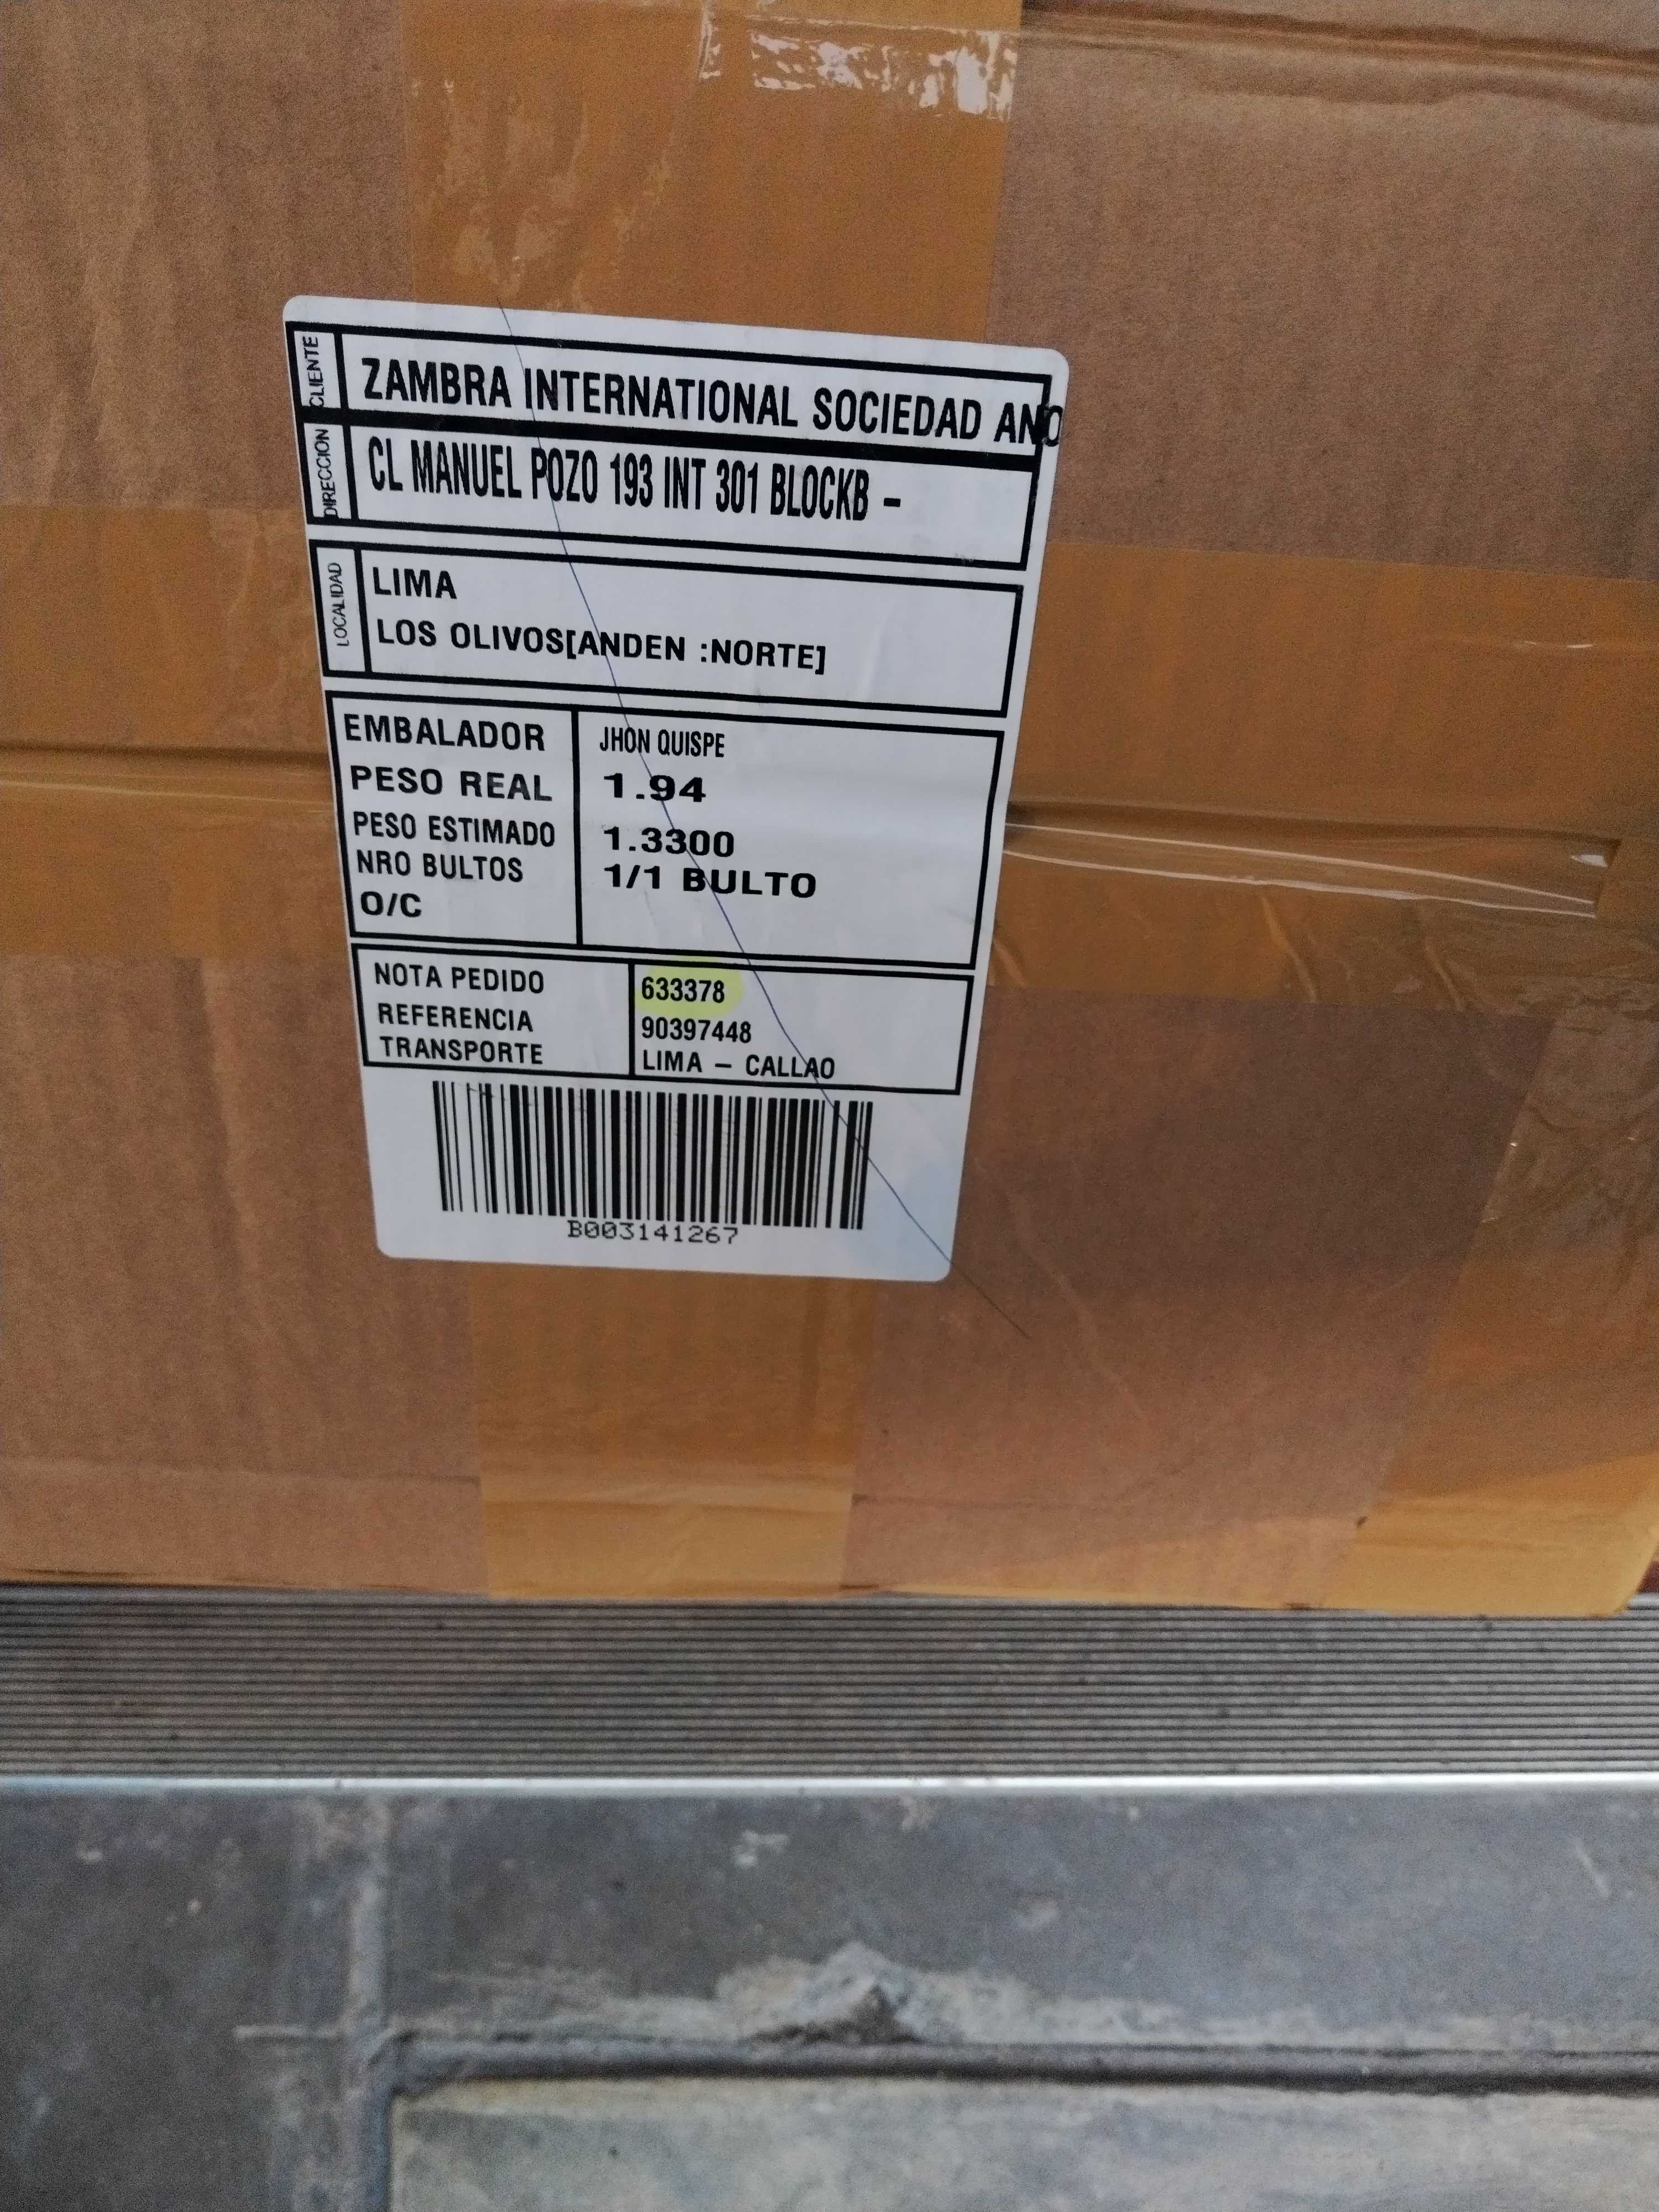 CLIENTE
ZAMBRA INTERNATIONAL SOCIEDAD ANO
DIRECCION
CL MANUEL POZO 193 INT 301 BLOCKB -
LOCALIDAD
LIMA
LOS OLIVOS[ANDEN :NORTE]
EMBALADOR JHON QUISPE
PESO REAL 1.94
PESO ESTIMADO 1.3300
NRO BULTOS 1/1 BULTO
O/C
NOTA PEDIDO 633378
REFERENCIA 90397448
TRANSPORTE LIMA - CALLAO
B003141267